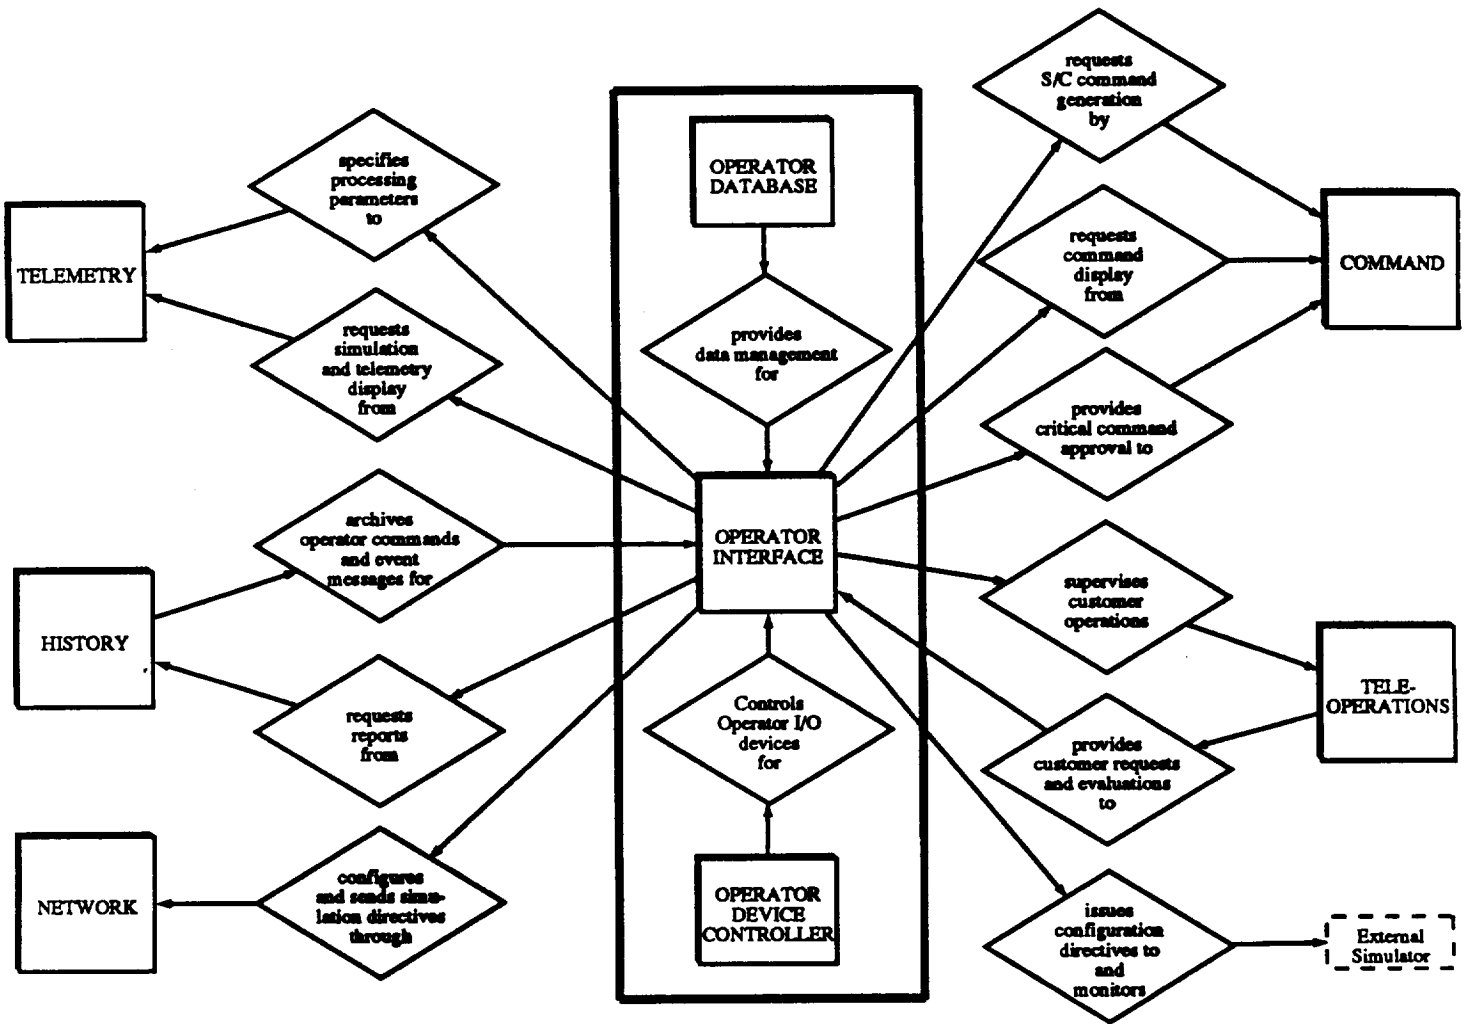 requests
S/C command
generation
by
OPERATOR
DATABASE
specifies
processing
parameters
to
TELEMETRY
requests
command
display
from
COMMAND
requests
simulation
and telemetry
display
from
provides
data management
for
provides
critical command
approval to
archives
operator commands
and event
messages for
OPERATOR
INTERFACE
supervises
customer
operations
HISTORY
requests
reports
from
Controls
Operator I/O
devices
for
TELE-
OPERATIONS
provides
customer requests
and evaluations
to
NETWORK
configures
and sends simu-
lation directives
through
OPERATOR
DEVICE
CONTROLLER
issues
configuration
directives to
and
monitors
External
Simulator